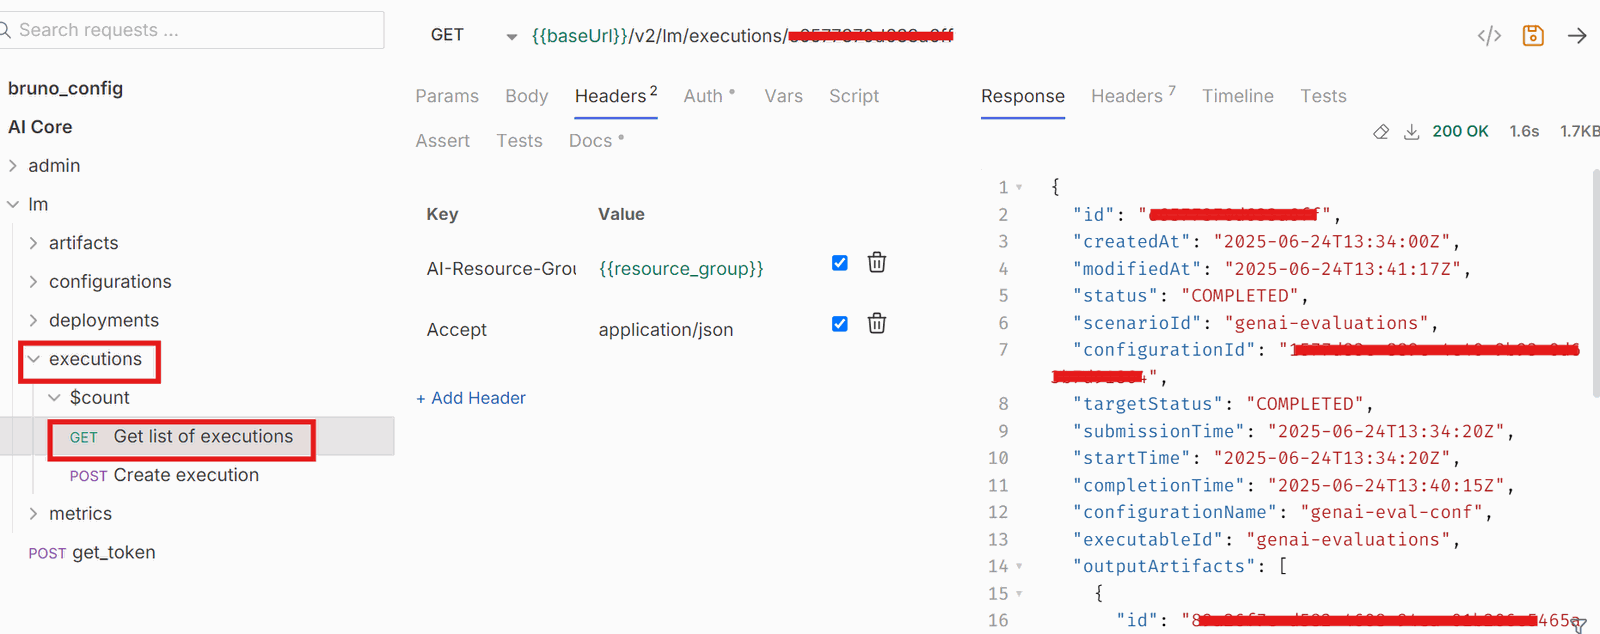 Search requests ...
bruno_config
AI Core
admin
lm
artifacts
configurations
deployments
executions
$count
GET Get list of executions
POST Create execution
metrics
POST get_token
GET {{baseUrl}}/v2/lm/executions/
Params Body Headers 2 Auth Vars Script
Assert Tests Docs
Key Value
AI-Resource-Grou {{resource_group}}
Accept application/json
+ Add Header
Response Headers 7 Timeline Tests
200 OK 1.6s 1.7KB
1 {
2 "id": "",
3 "createdAt": "2025-06-24T13:34:00Z",
4 "modifiedAt": "2025-06-24T13:41:17Z",
5 "status": "COMPLETED",
6 "scenarioId": "genai-evaluations",
7 "configurationId": "
",
8 "targetStatus": "COMPLETED",
9 "submissionTime": "2025-06-24T13:34:20Z",
10 "startTime": "2025-06-24T13:34:20Z",
11 "completionTime": "2025-06-24T13:40:15Z",
12 "configurationName": "genai-eval-conf",
13 "executableId": "genai-evaluations",
14 "outputArtifacts": [
15 {
16 "id": "